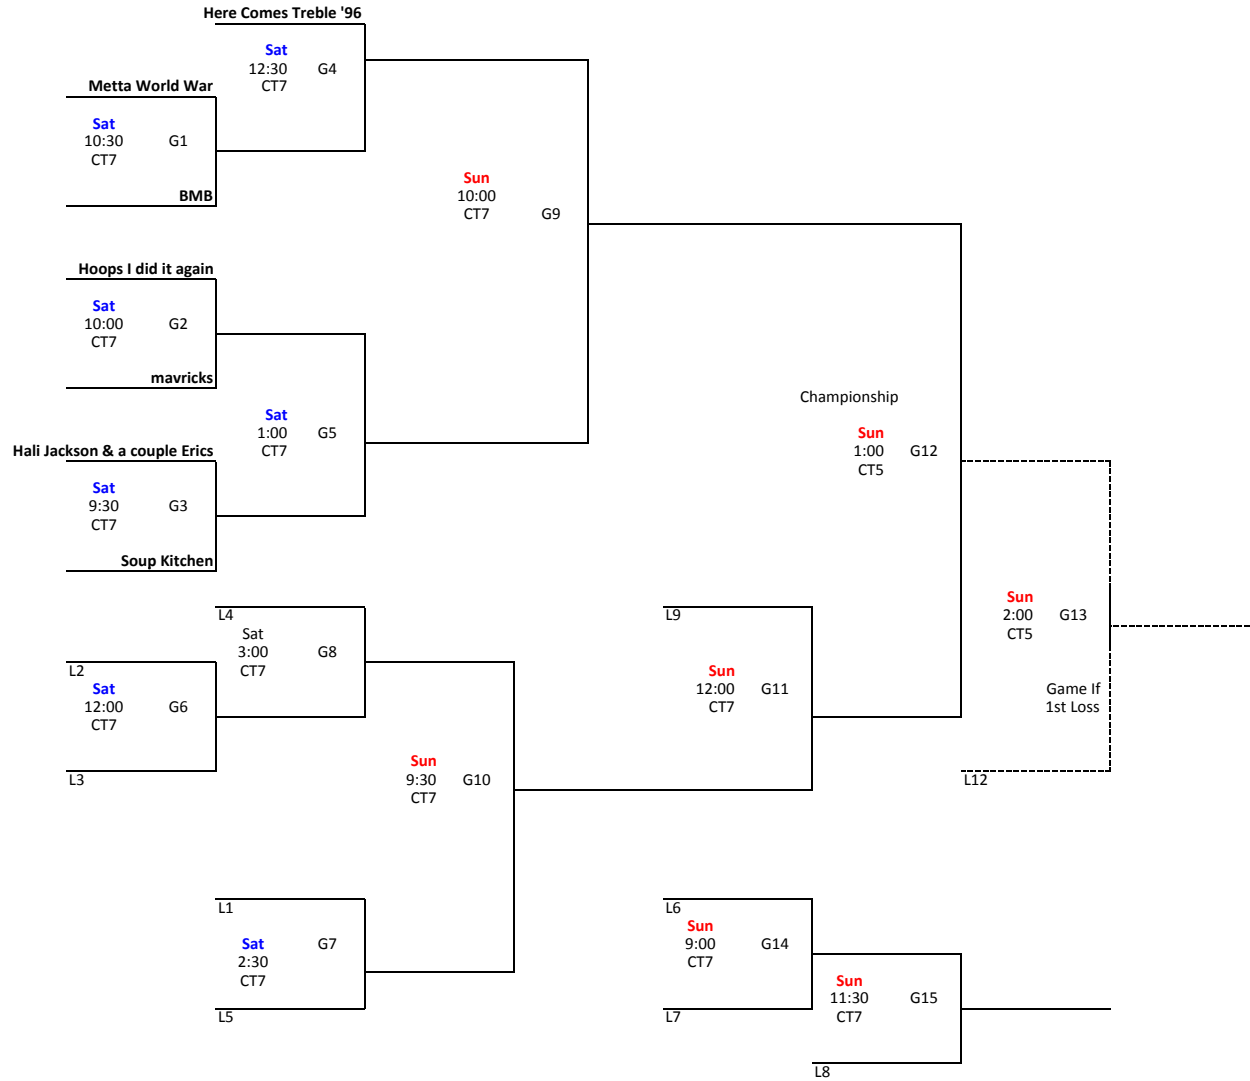 Here Comes Treble '96
Sat
12:30 G4
CT7
Metta World War
Sat
10:30 G1
CT7
BMB
Sun
10:00
CT7 G9
Hoops I did it again
Sat
10:00 G2
CT7
mavricks
Championship
Sat
1:00 G5
CT7
Sun
1:00 G12
CT5
Hali Jackson & a couple Erics
Sat
9:30 G3
CT7
Soup Kitchen
L4
Sat
3:00 G8
CT7
L9
Sun
2:00 G13
CT5
L2
Sat
12:00 G6
CT7
L3
Sun
12:00 G11
CT7
Game If
1st Loss
L12
Sun
9:30 G10
CT7
L1
Sat G7
2:30
CT7
L5
L6
Sun
9:00 G14
CT7
L7
Sun
11:30 G15
CT7
L8